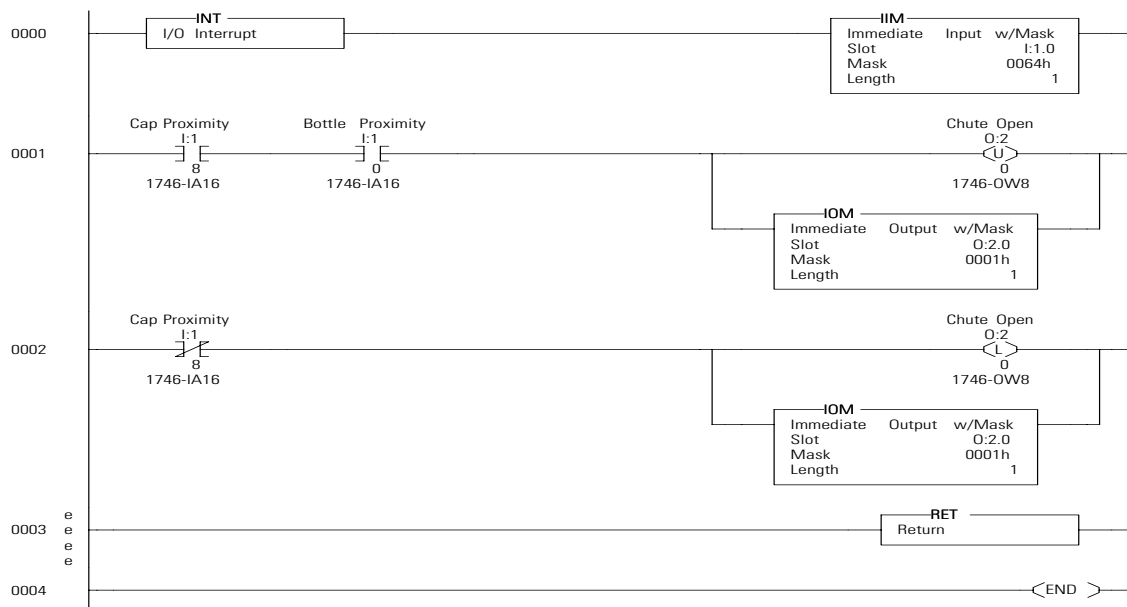 INT
IIM
0000
I/O Interrupt
Immediate Input w/Mask
Slot I:1.0
Mask 0064h
Length 1
Cap Proximity
Bottle Proximity
Chute Open
I:1
I:1
O:2
0001
U
8
0
0
1746-IA16
1746-IA16
1746-OW8
IOM
Immediate Output w/Mask
Slot O:2.0
Mask 0001h
Length 1
Cap Proximity
Chute Open
I:1
O:2
0002
L
8
0
1746-IA16
1746-OW8
IOM
Immediate Output w/Mask
Slot O:2.0
Mask 0001h
Length 1
e
RET
0003
e
Return
e
e
0004
END